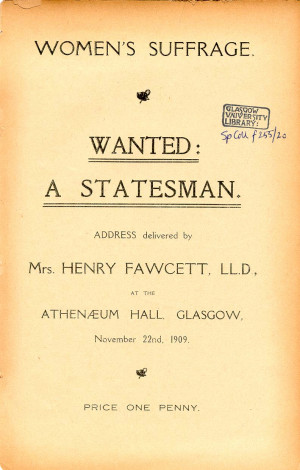 WOMEN'S SUFFRAGE.
GLASGOW
UNIVERSITY
LIBRARY:
Sp Coll f255/20
WANTED:
A STATESMAN.
ADDRESS delivered by
Mrs. HENRY FAWCETT, LL.D.,
AT THE
ATHENÆUM HALL, GLASGOW,
November 22nd, 1909.
PRICE ONE PENNY.